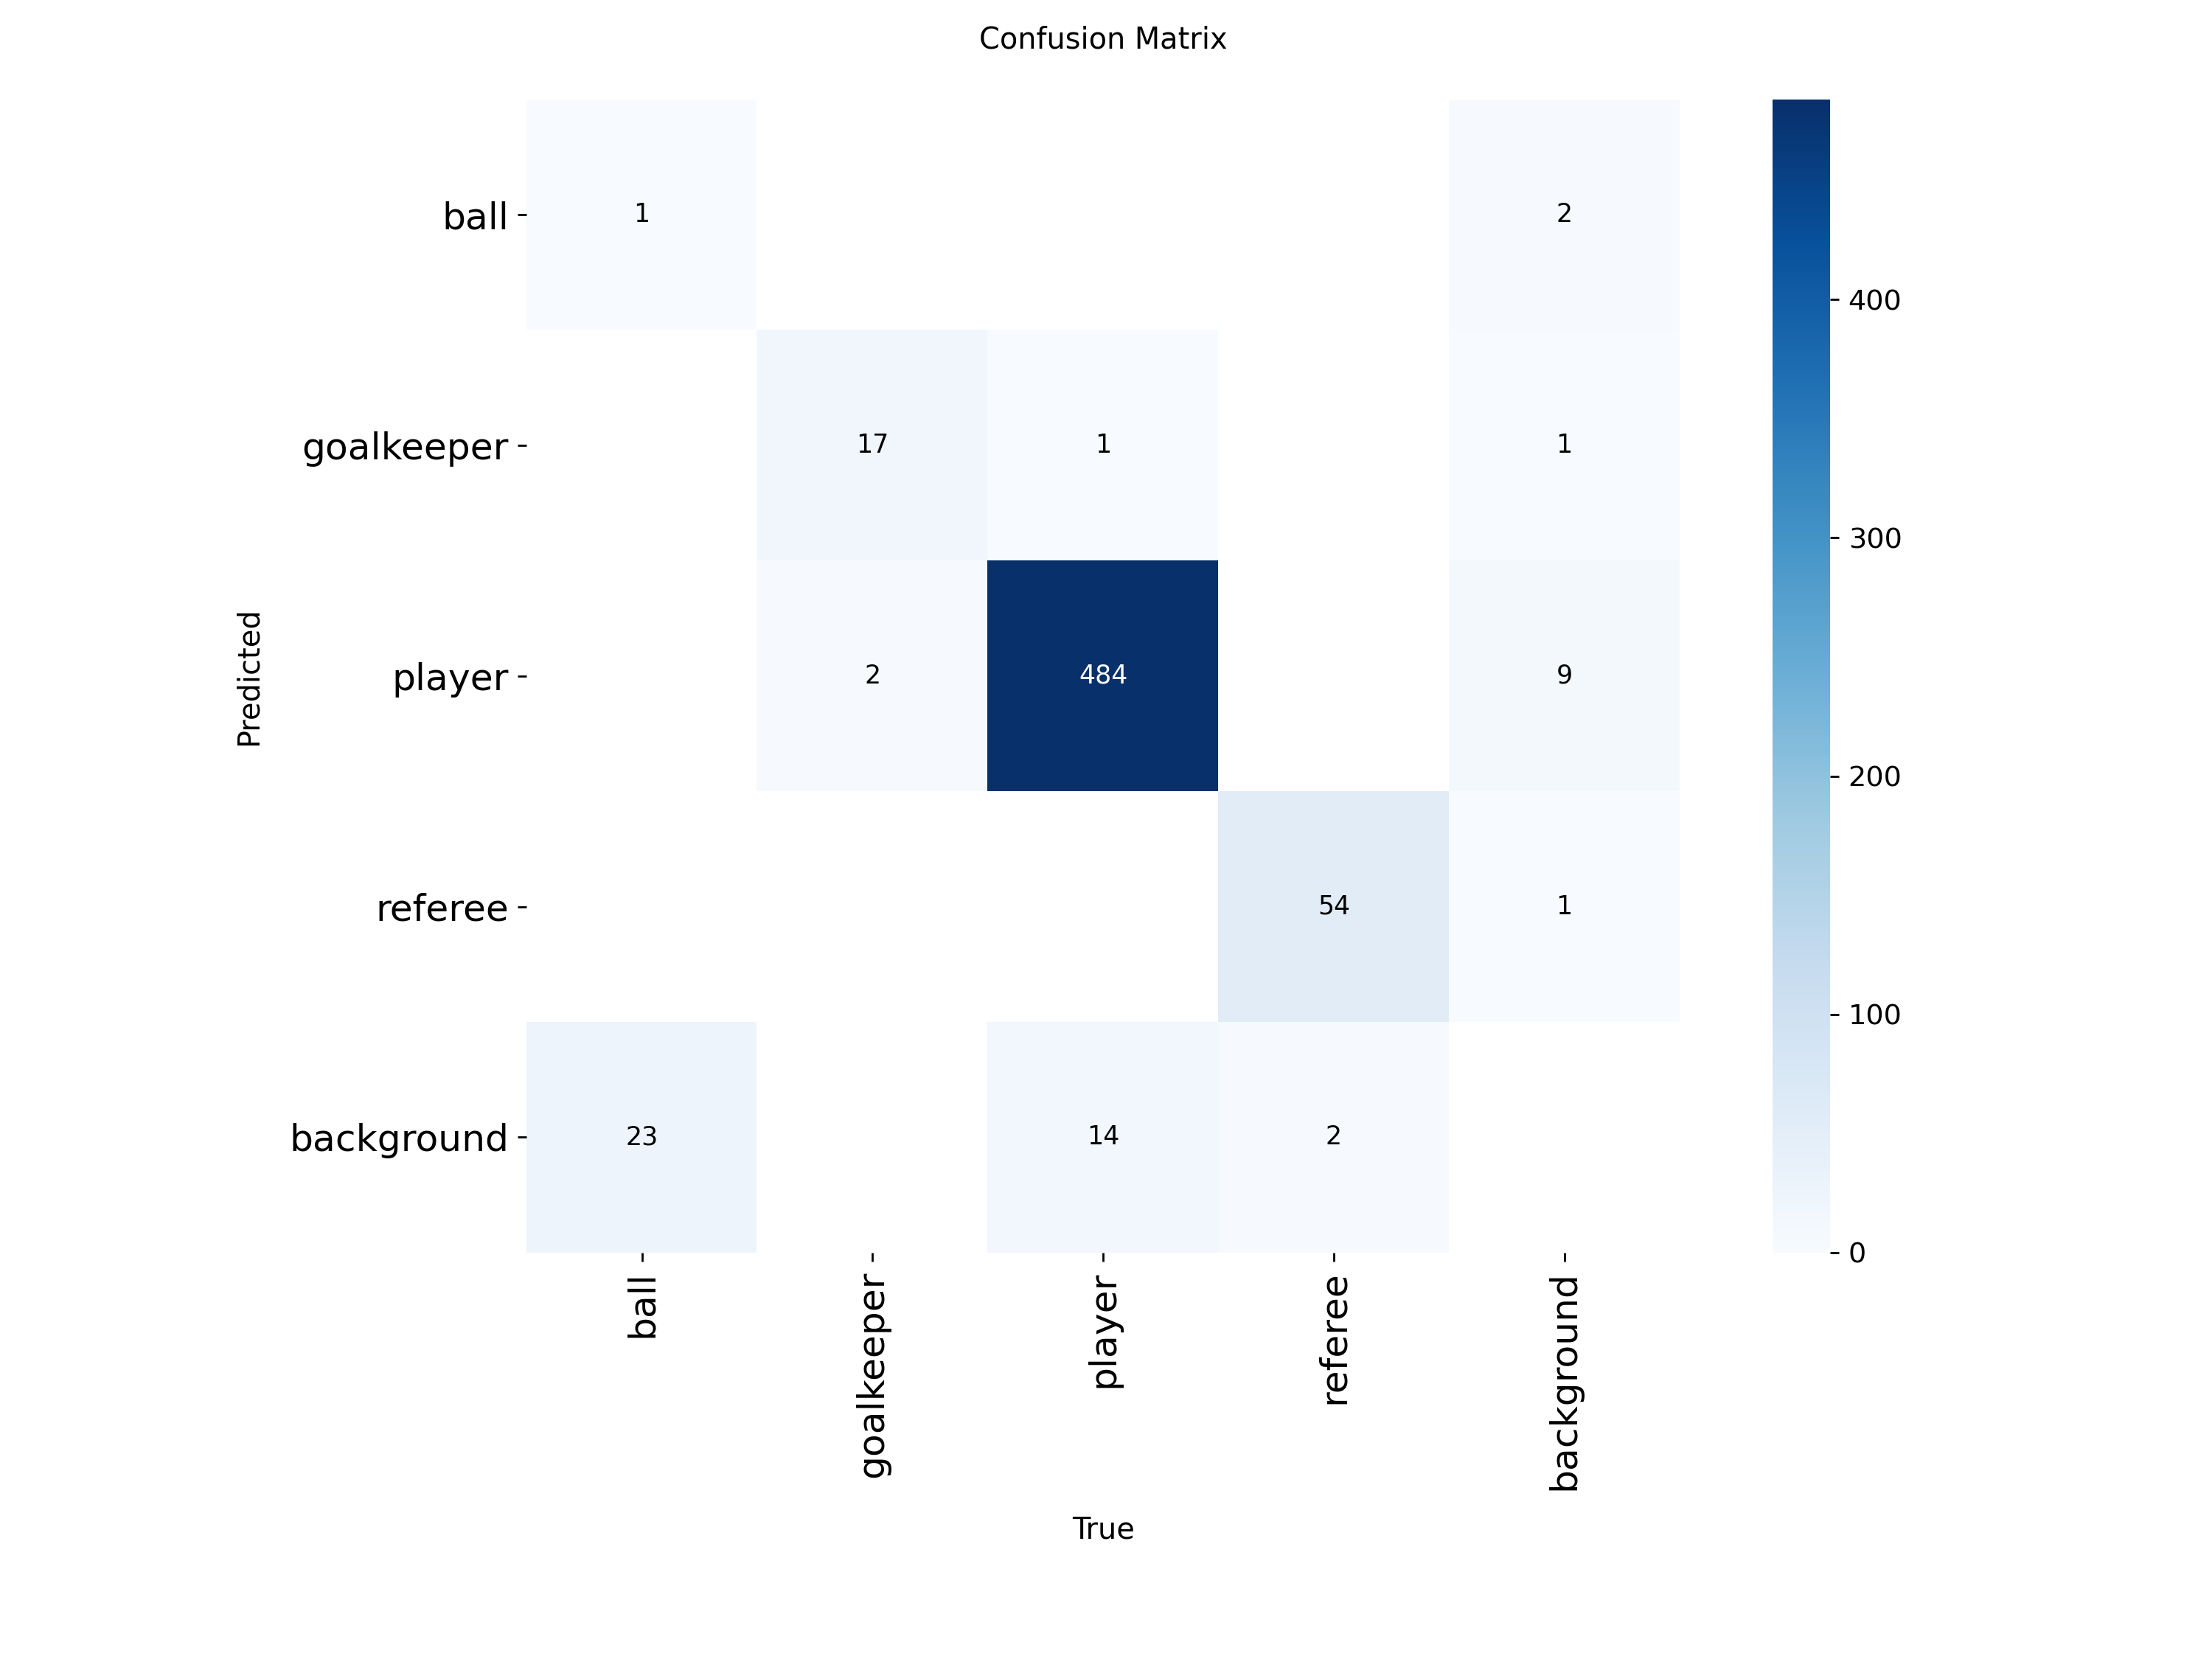 Confusion Matrix
ball
1
2
400
goalkeeper
17
1
1
300
Predicted
player
2
484
9
200
referee
54
1
100
background
23
14
2
0
ball
goalkeeper
player
referee
background
True